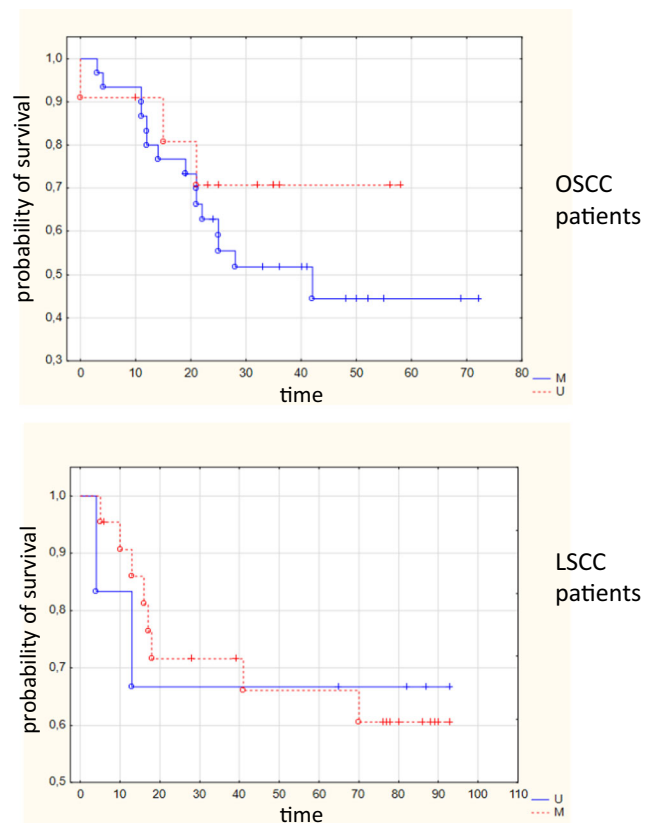 1,0
0,9
0,8
0,7
0,6
0,5
0,4
0,3
probability of survival
0 10 20 30 40 50 60 70 80
time
M
U
OSCC
patients
1,0
0,9
0,8
0,7
0,6
0,5
probability of survival
0 10 20 30 40 50 60 70 80 90 100 110
time
U
M
LSCC
patients